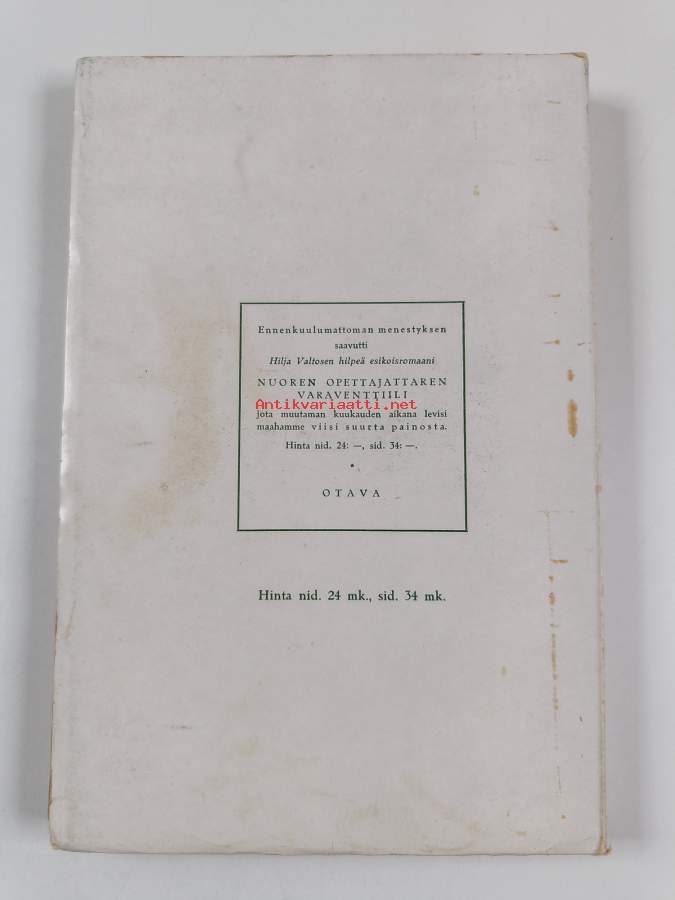 Ennenkuulumattoman menestyksen
saavutti
Hilja Valtosen hilpeä esikoisromaani
NUOREN OPETTAJATTAREN
VARAVENTTIILI
Antikvariaatti.net
jota muutaman kuukauden aikana levisi
maahamme viisi suurta painosta.
Hinta nid. 24: —, sid. 34: —.
*
OTAVA
Hinta nid. 24 mk., sid. 34 mk.